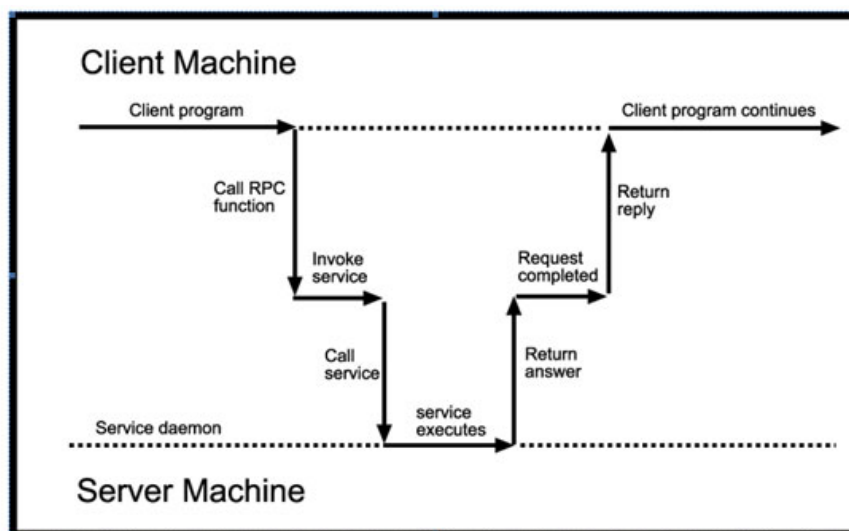 Client Machine
Client program
Client program continues
Call RPC
function
Return
reply
Invoke
service
Request
completed
Call
service
Return
answer
Service daemon
service
executes
Server Machine